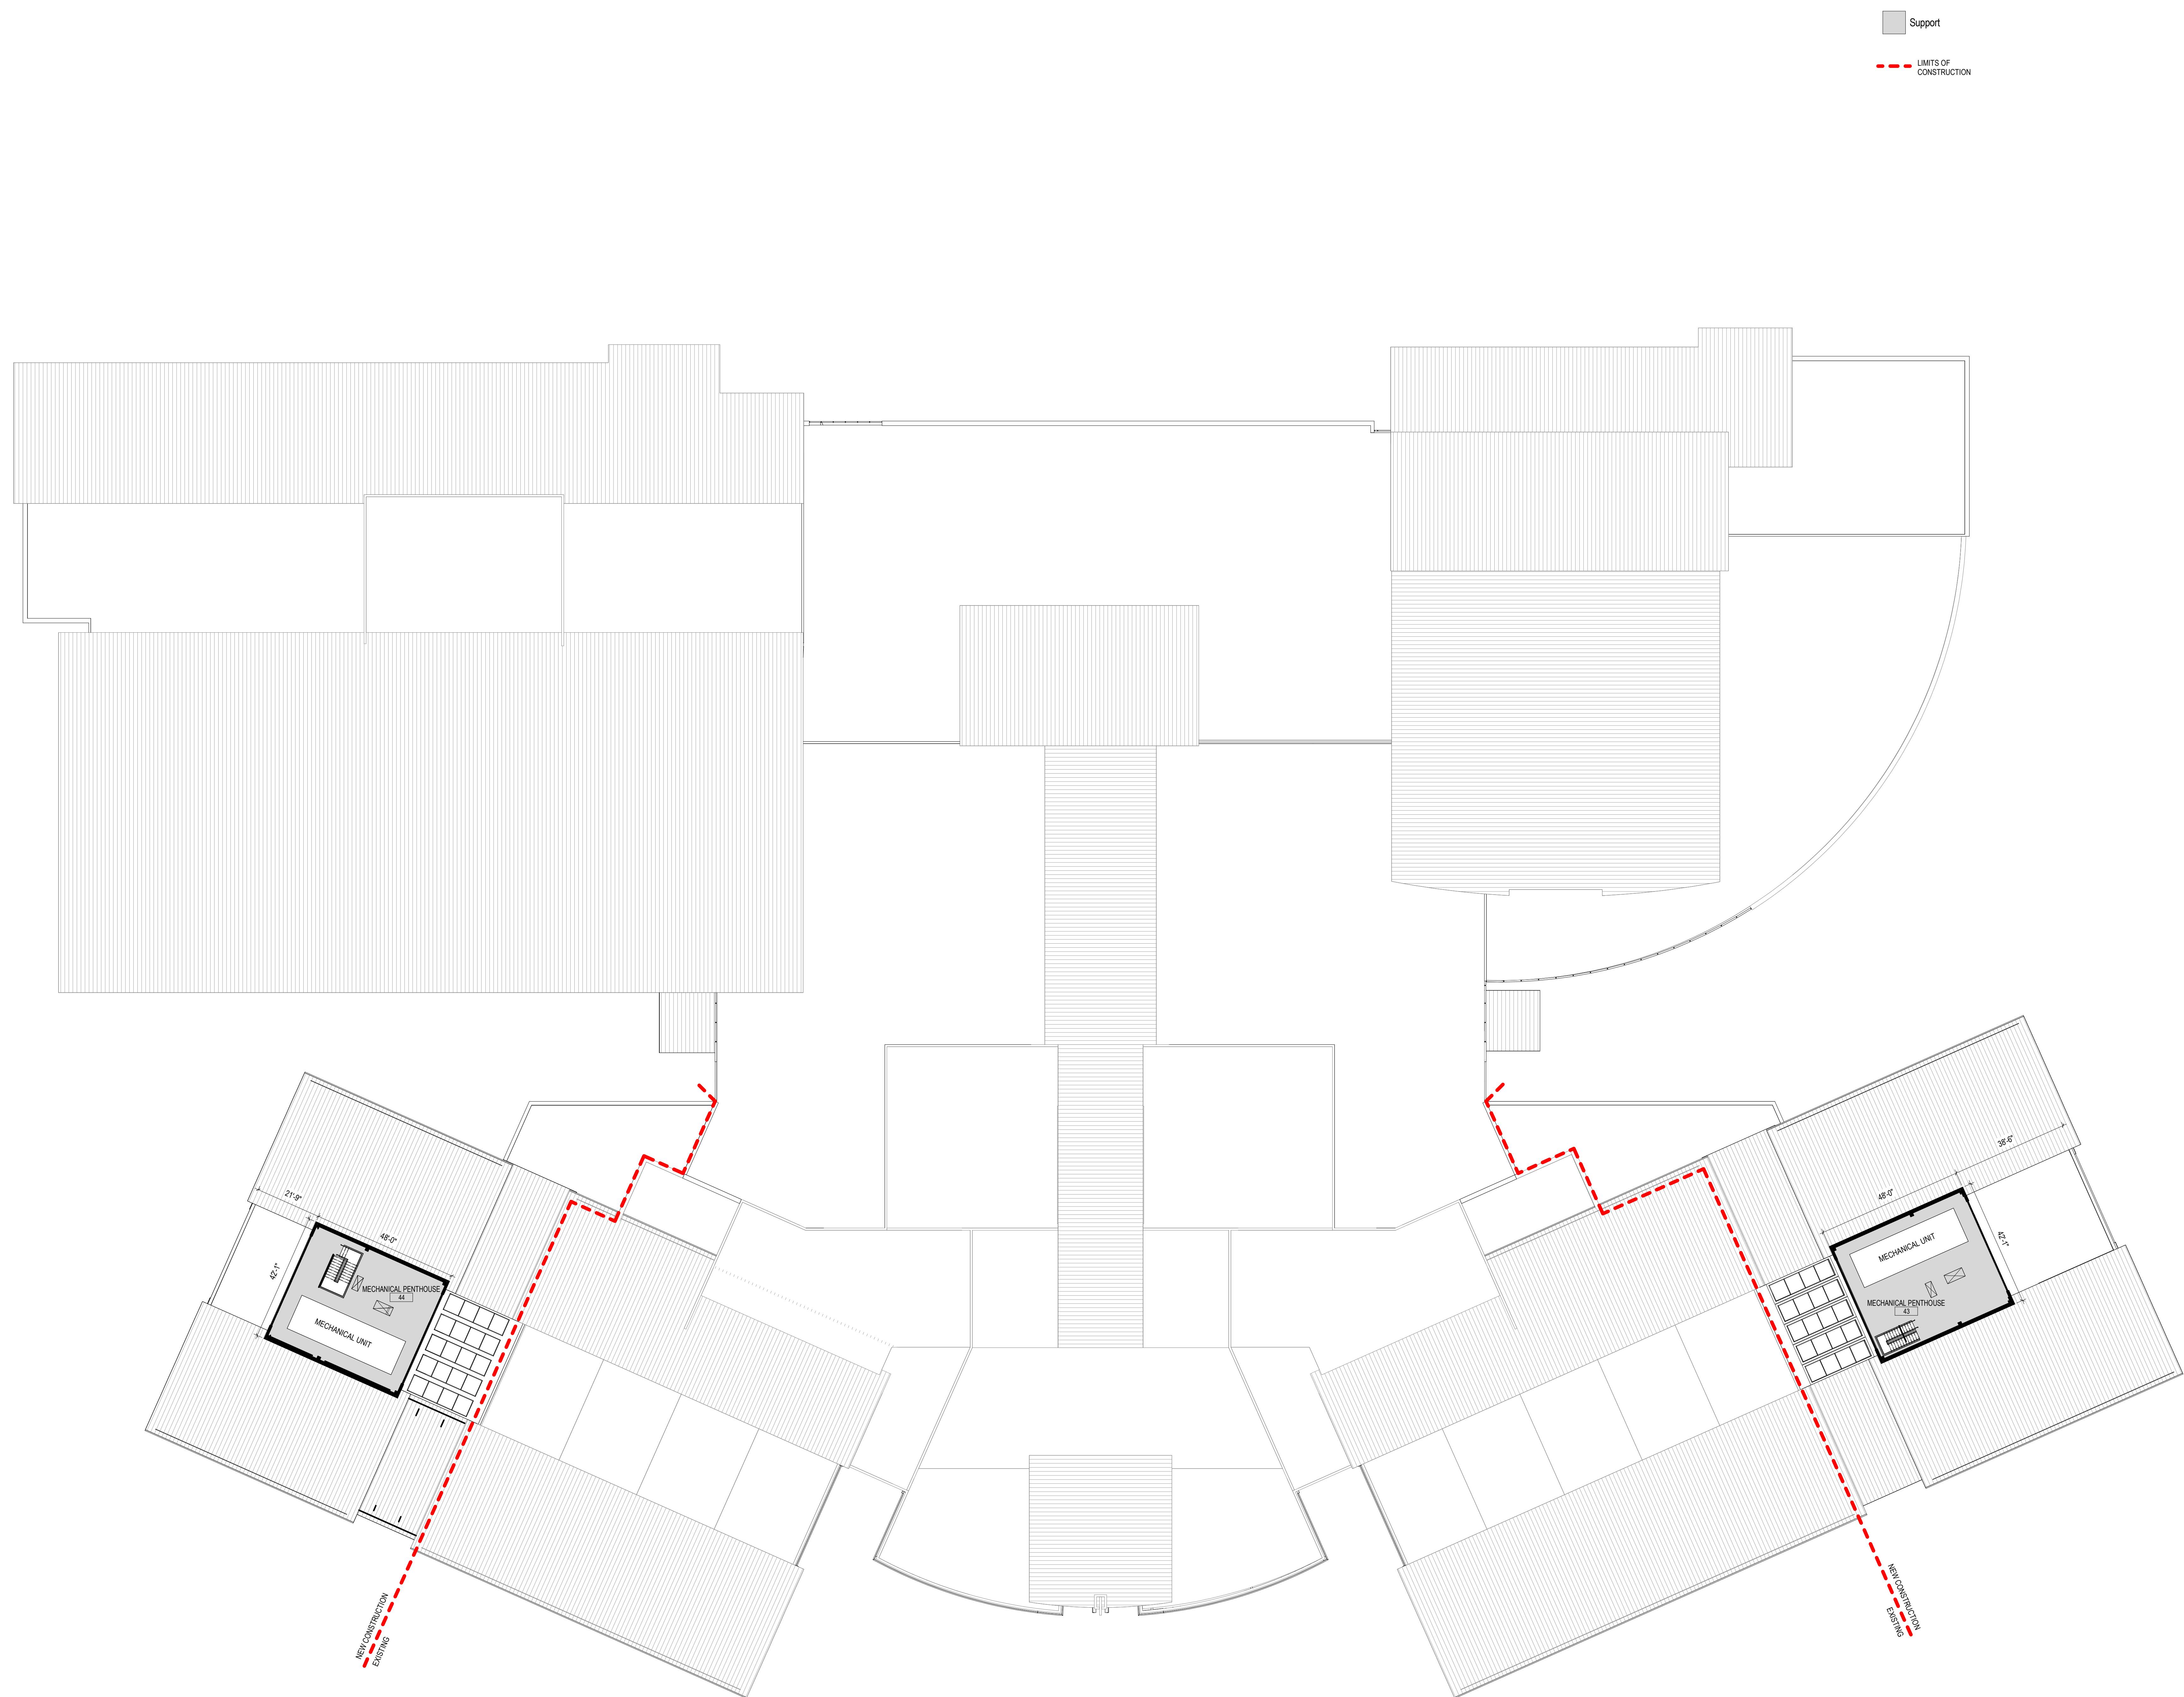 Support
LIMITS OF
CONSTRUCTION
21'-9"
48'-0"
42'-1"
MECHANICAL PENTHOUSE
44
MECHANICAL UNIT
38'-6"
48'-0"
42'-1"
MECHANICAL UNIT
MECHANICAL PENTHOUSE
43
NEW CONSTRUCTION
EXISTING
NEW CONSTRUCTION
EXISTING